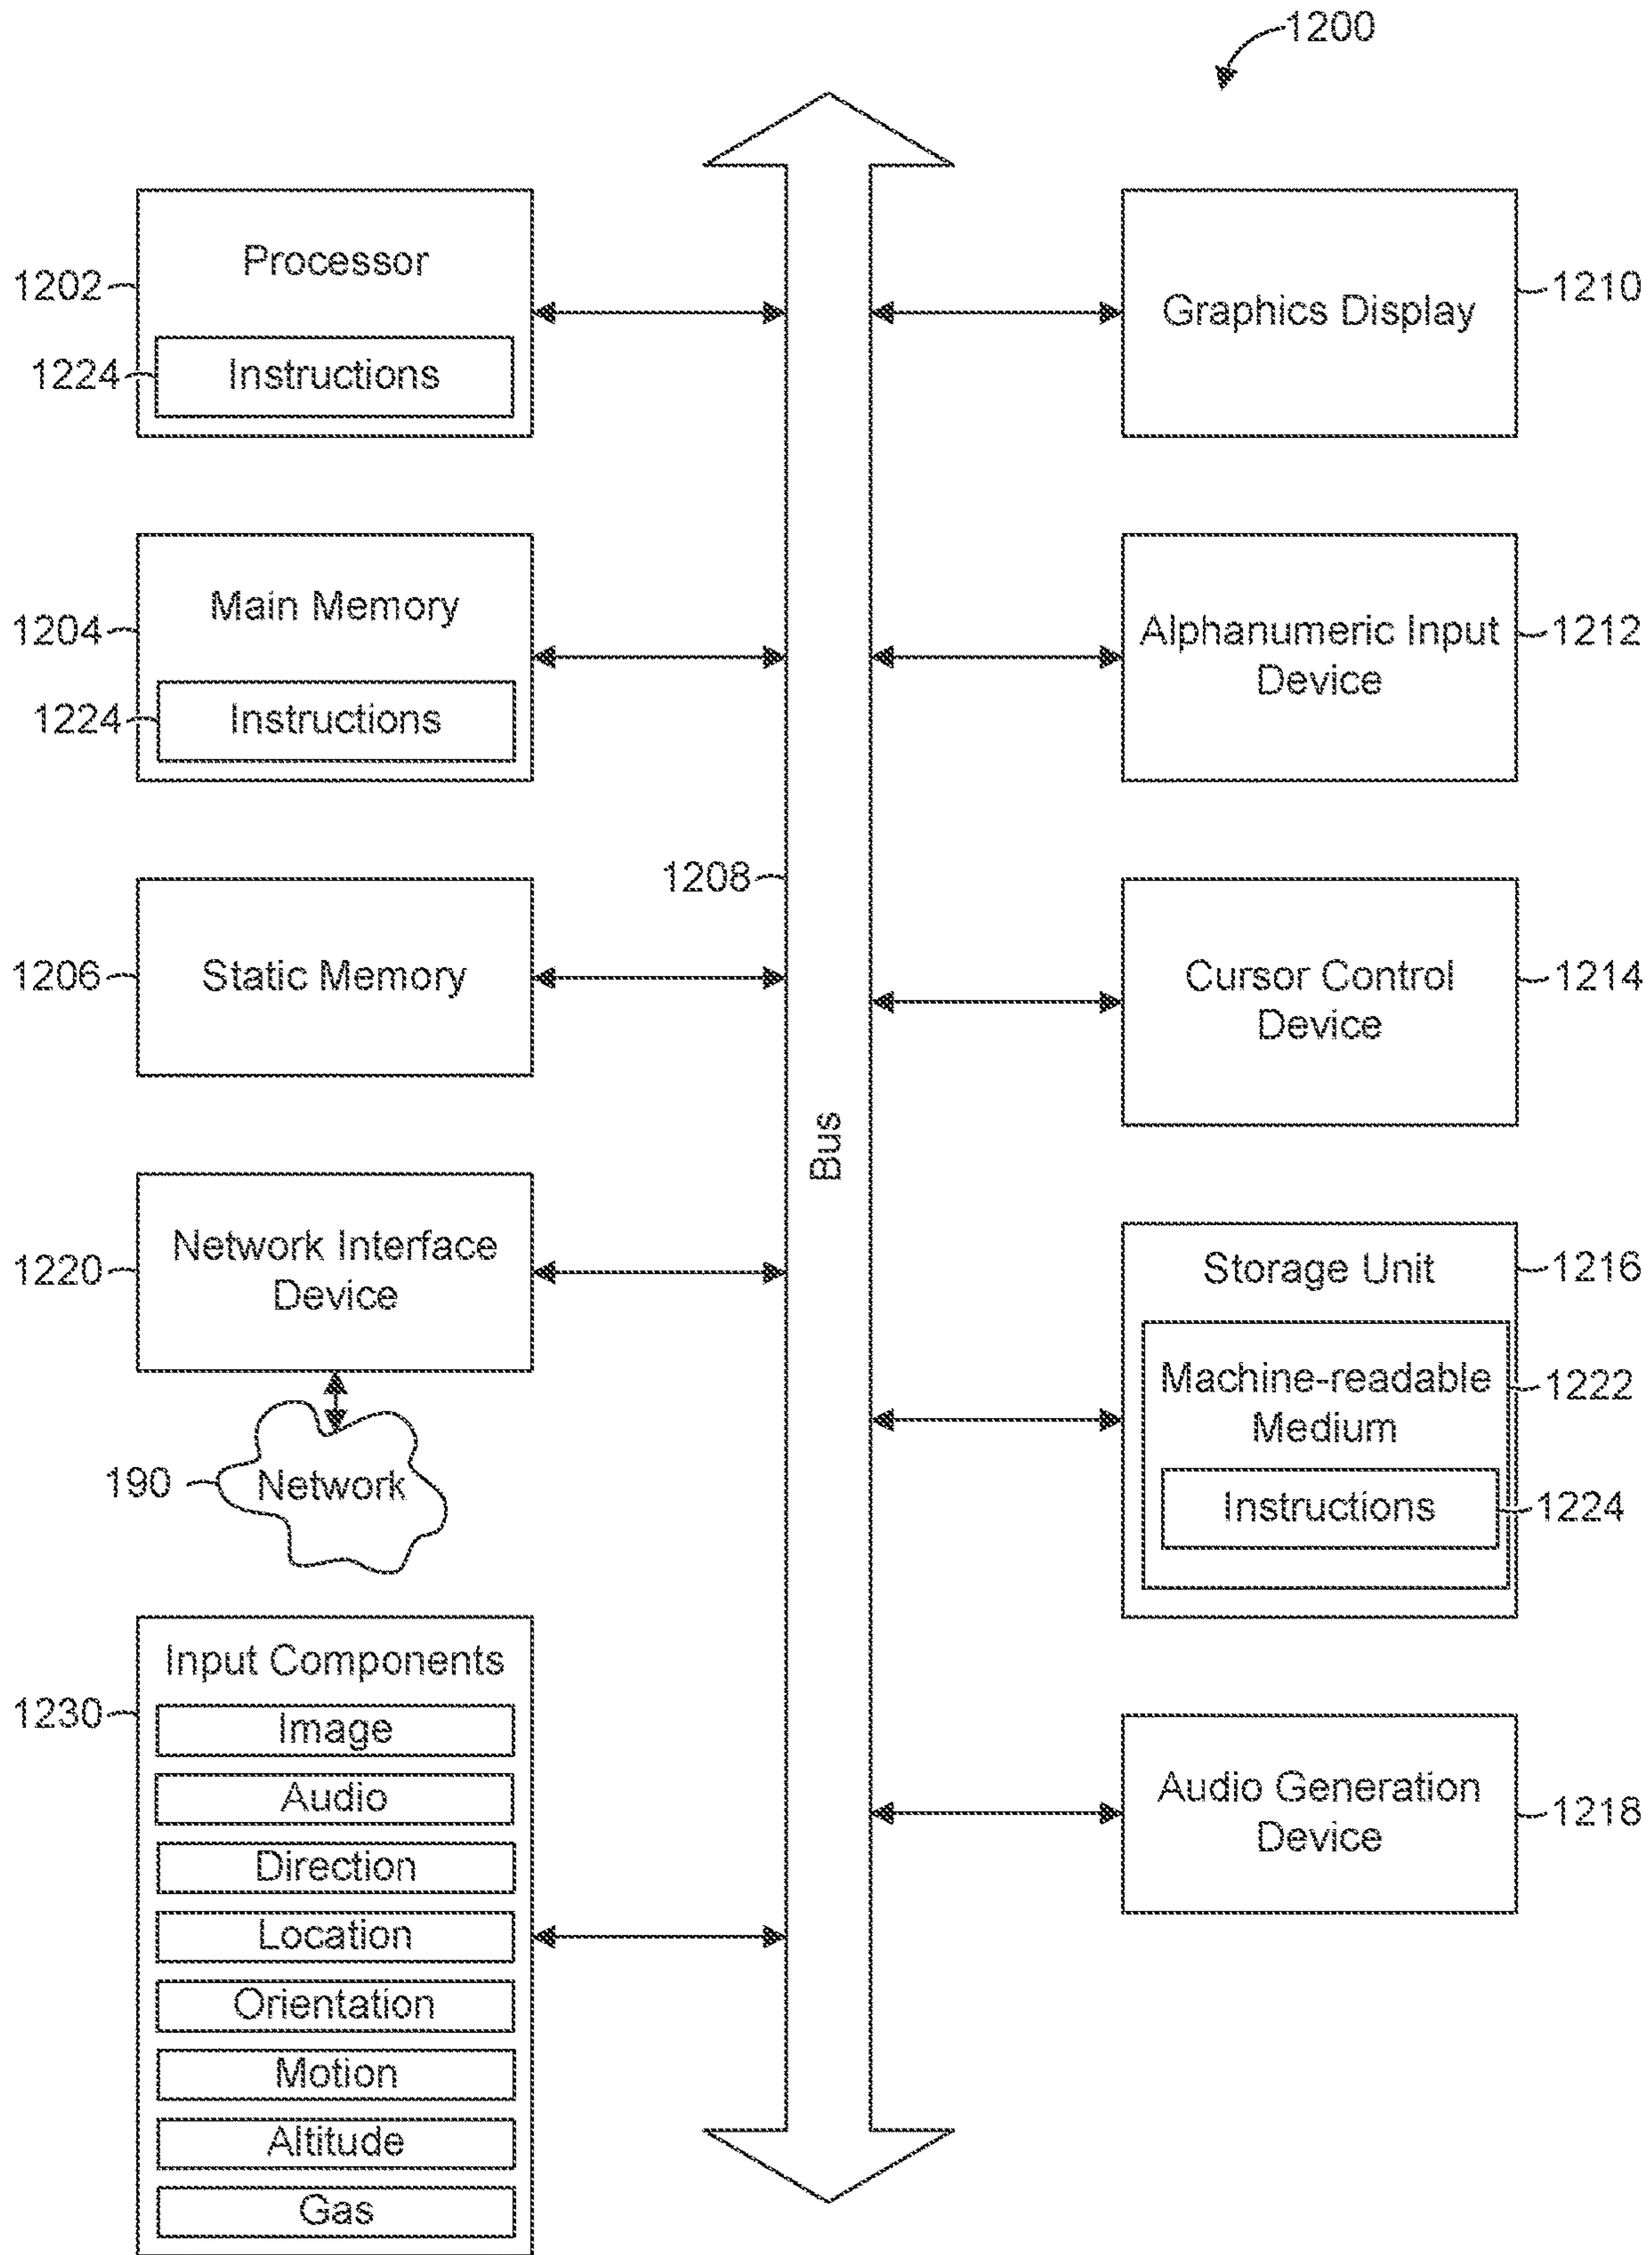 1200
Processor
1202
1224
Instructions
Main Memory
1204
1224
Instructions
1206
Static Memory
1220
Network Interface
Device
190
Network
Input Components
1230
Image
Audio
Direction
Location
Orientation
Motion
Altitude
Gas
1208
Bus
Graphics Display
1210
Alphanumeric Input
Device
1212
Cursor Control
Device
1214
Storage Unit
1216
Machine-readable
Medium
1222
Instructions
1224
Audio Generation
Device
1218